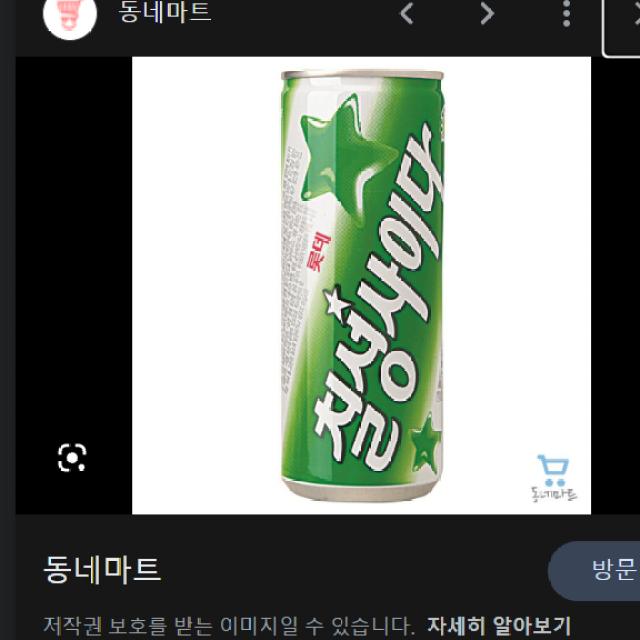 동네마트
롯데
칠성사이다
동네마트
동네마트
방문
저작권 보호를 받는 이미지일 수 있습니다. 자세히 알아보기